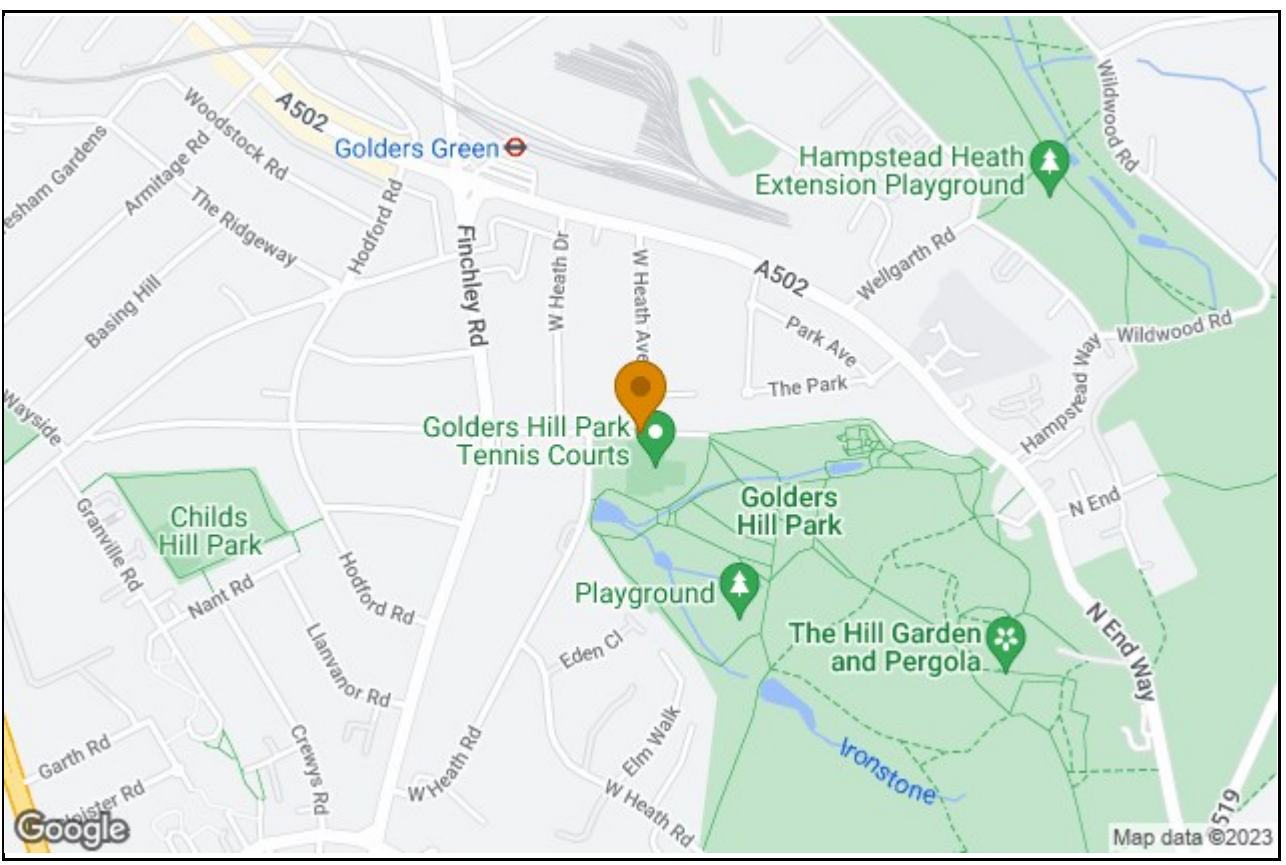 A502
Woodstock Rd
Armitage Rd
esham Gardens
The Ridgeway
Hodford Rd
Basing Hill
Golders Green
Finchley Rd
W Heath Dr
W Heath Ave
A502
Wellgarth Rd
Hampstead Heath
Extension Playground
Wildwood Rd
Wildwood Rd
Park Ave
The Park
Hampstead Way
Wayside
Golders Hill Park
Tennis Courts
Golders
Hill Park
N End
Childs
Hill Park
Granville Rd
Nant Rd
Hodford Rd
Llanvanor Rd
Playground
The Hill Garden
and Pergola
N End Way
Eden Cl
Elm Walk
W Heath Rd
W Heath Rd
Crewys Rd
Garth Rd
Ironstone
519
Google
Map data ©2023